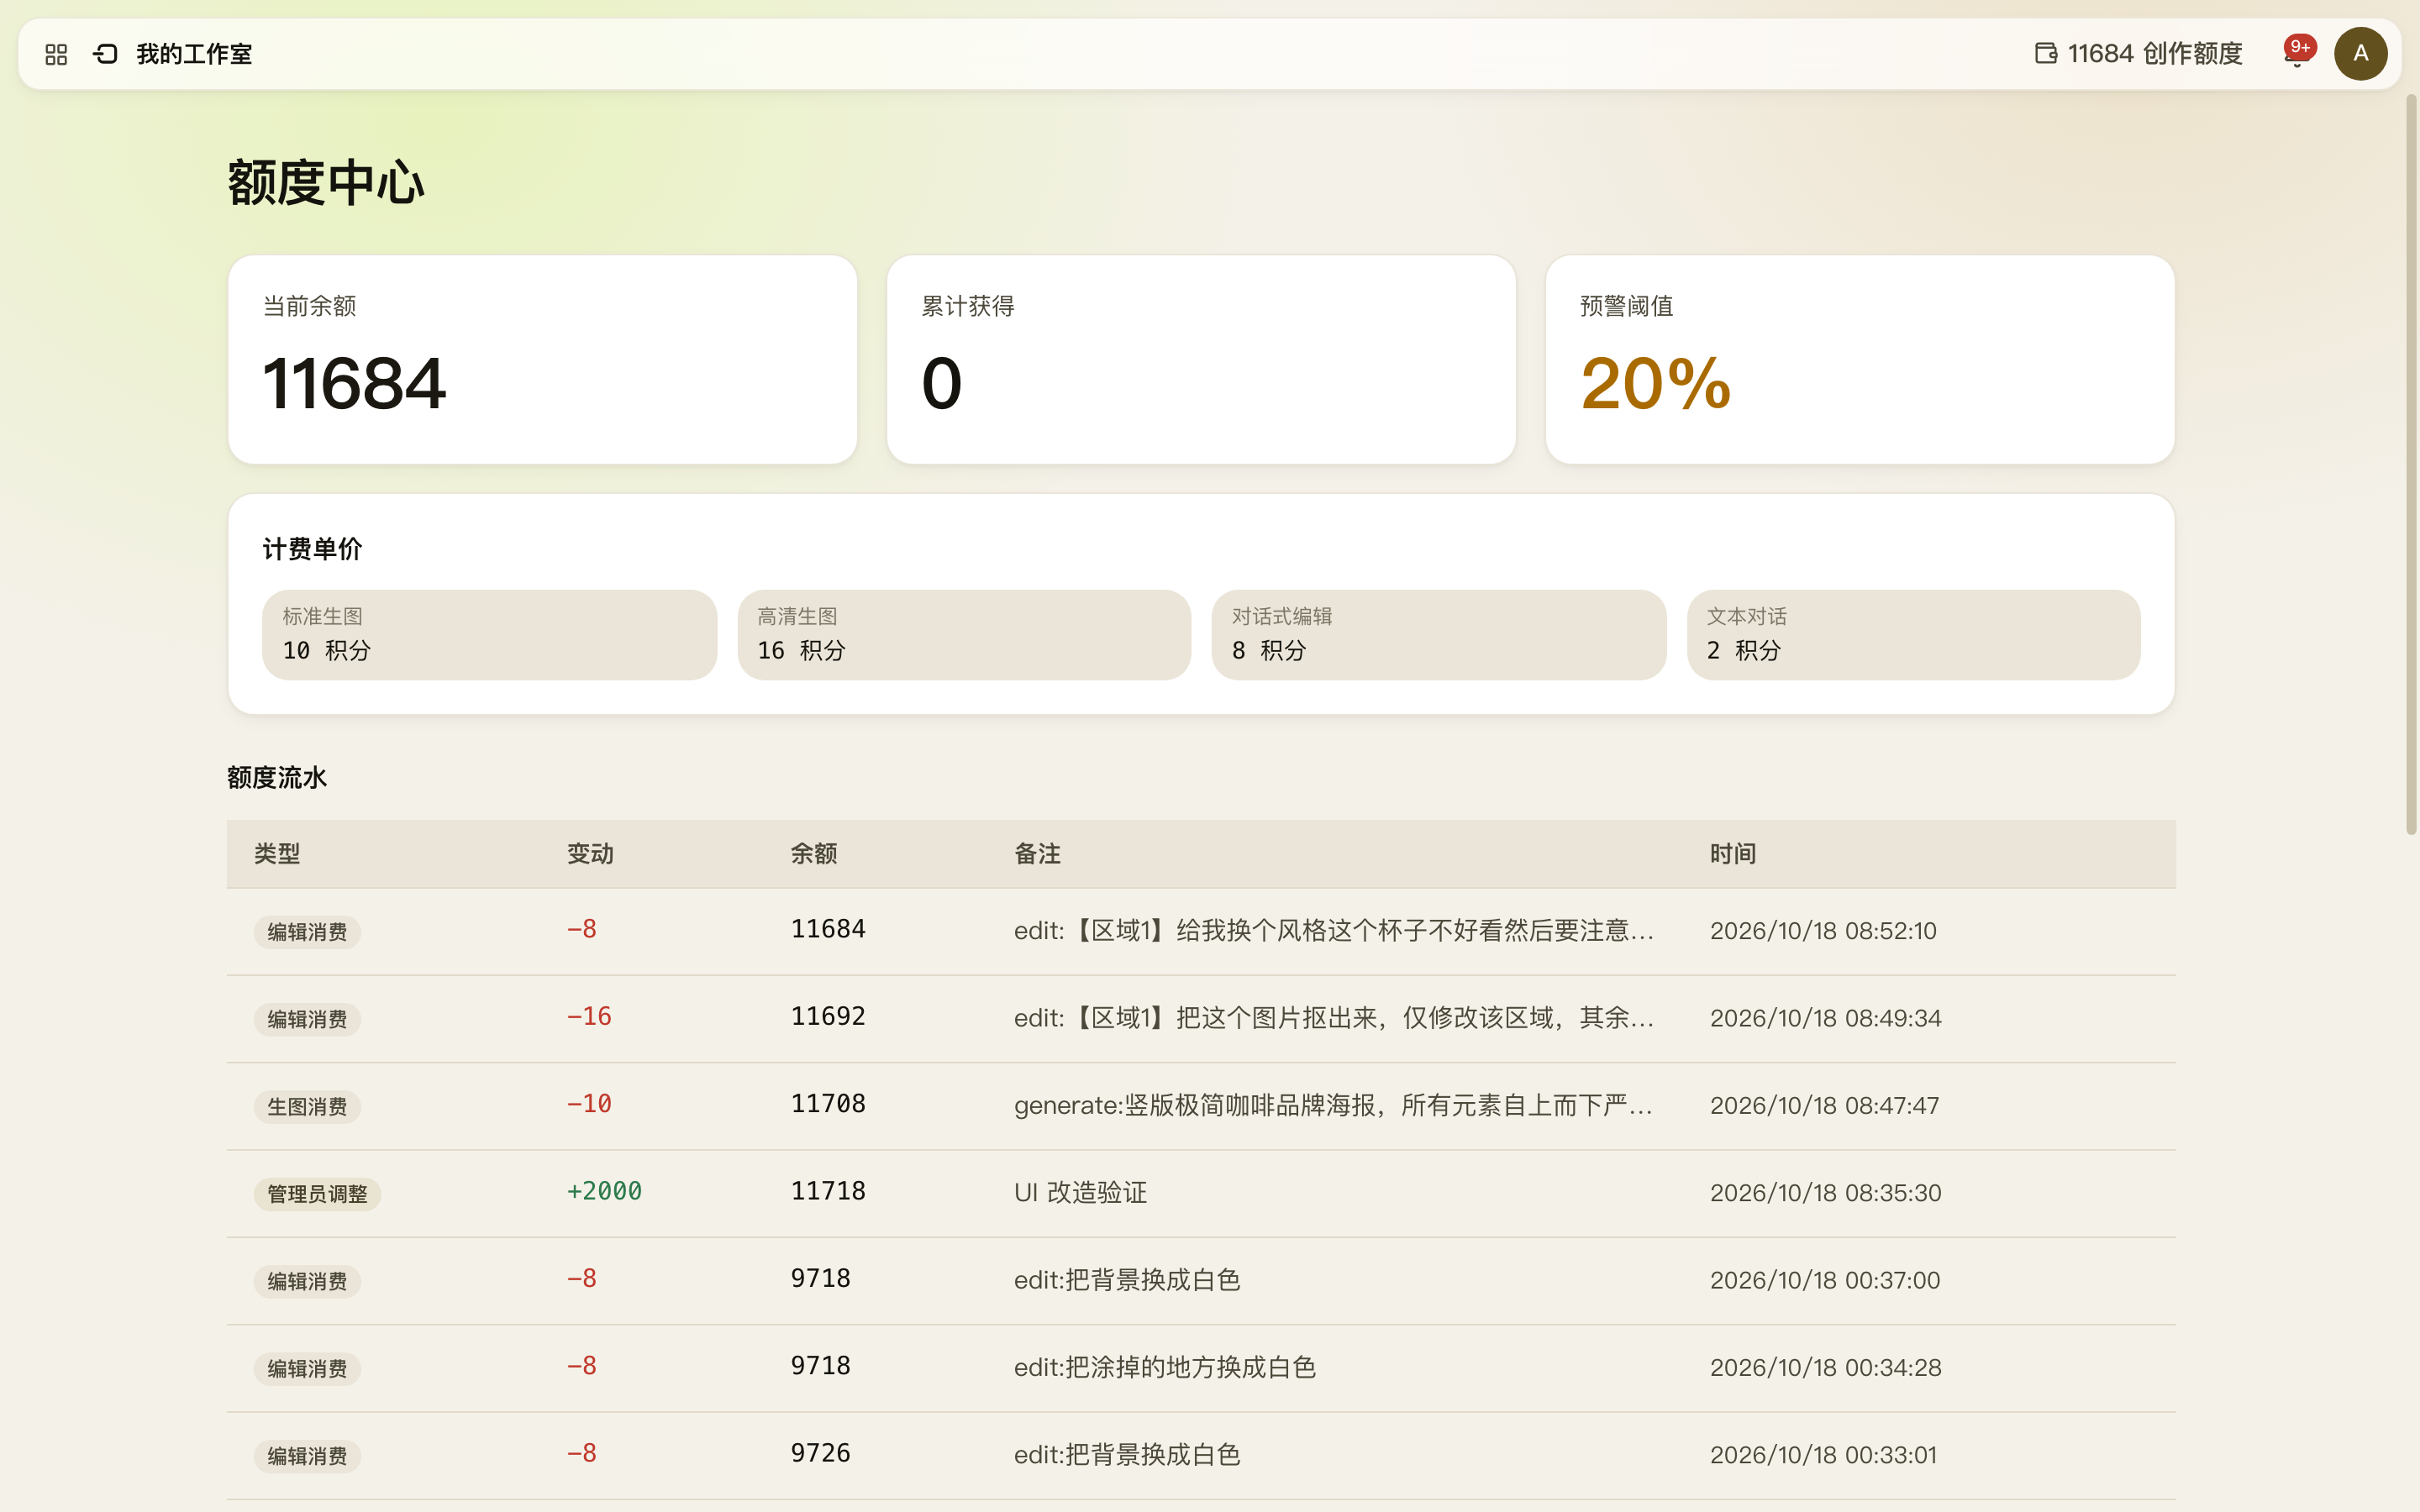 我的工作室
11684 创作额度
9+
A
额度中心
当前余额
11684
累计获得
0
预警阈值
20%
计费单价
标准生图
10 积分
高清生图
16 积分
对话式编辑
8 积分
文本对话
2 积分
额度流水
类型 变动 余额 备注 时间
编辑消费 −8 11684 edit:【区域1】给我换个风格这个杯子不好看然后要注意... 2026/10/18 08:52:10
编辑消费 −16 11692 edit:【区域1】把这个图片抠出来，仅修改该区域，其余... 2026/10/18 08:49:34
生图消费 −10 11708 generate:竖版极简咖啡品牌海报，所有元素自上而下严... 2026/10/18 08:47:47
管理员调整 +2000 11718 UI 改造验证 2026/10/18 08:35:30
编辑消费 −8 9718 edit:把背景换成白色 2026/10/18 00:37:00
编辑消费 −8 9718 edit:把涂掉的地方换成白色 2026/10/18 00:34:28
编辑消费 −8 9726 edit:把背景换成白色 2026/10/18 00:33:01